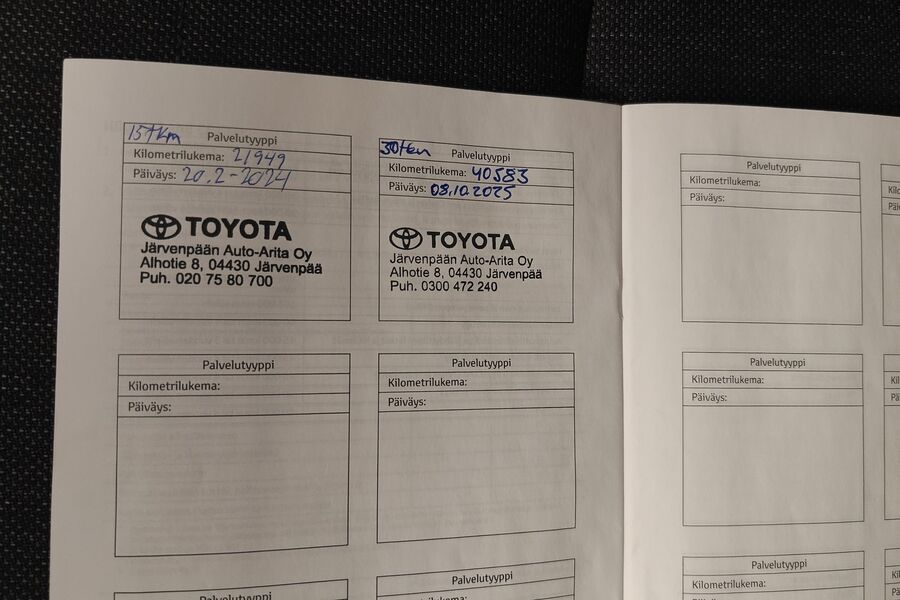 15tkm Palvelutyyppi
Kilometrilukema: 21949
Päiväys: 20.2-2024
TOYOTA
Järvenpään Auto-Arita Oy
Alhotie 8, 04430 Järvenpää
Puh. 020 75 80 700
30tkm Palvelutyyppi
Kilometrilukema: 40583
Päiväys: 08.10.2025
TOYOTA
Järvenpään Auto-Arita Oy
Alhotie 8, 04430 Järvenpää
Puh. 0300 472 240
Palvelutyyppi
Kilometrilukema:
Päiväys:
Palvelutyyppi
Kilometrilukema:
Päiväys:
Palvelutyyppi
Palvelutyyppi
Palvelutyyppi
Kilometrilukema:
Päiväys:
Palvelutyyppi
Kilometrilukema:
Päiväys:
Palvelutyyppi
Kilometrilukema: